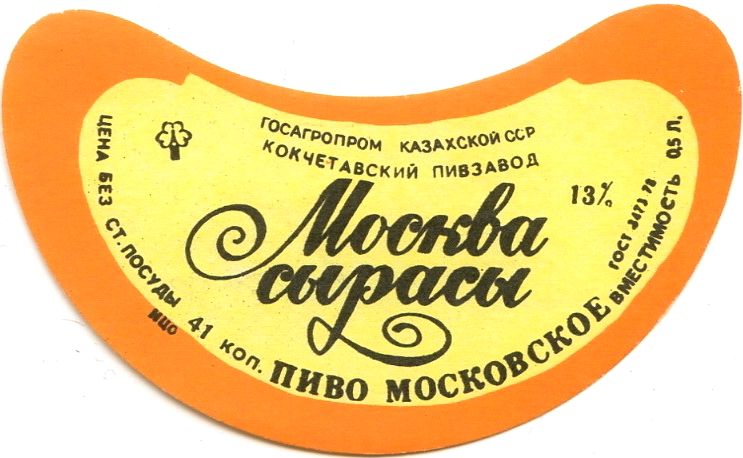 ГОСАГРОПРОМ КАЗАХСКОЙ ССР
КОКЧЕТАВСКИЙ ПИВЗАВОД
13%
Москва
сырасы
ЦЕНА БЕЗ СТ. ПОСУДЫ 41 КОП.
ПИВО МОСКОВСКОЕ
ГОСТ 3473 78
ВМЕСТИМОСТЬ 0,5 Л.